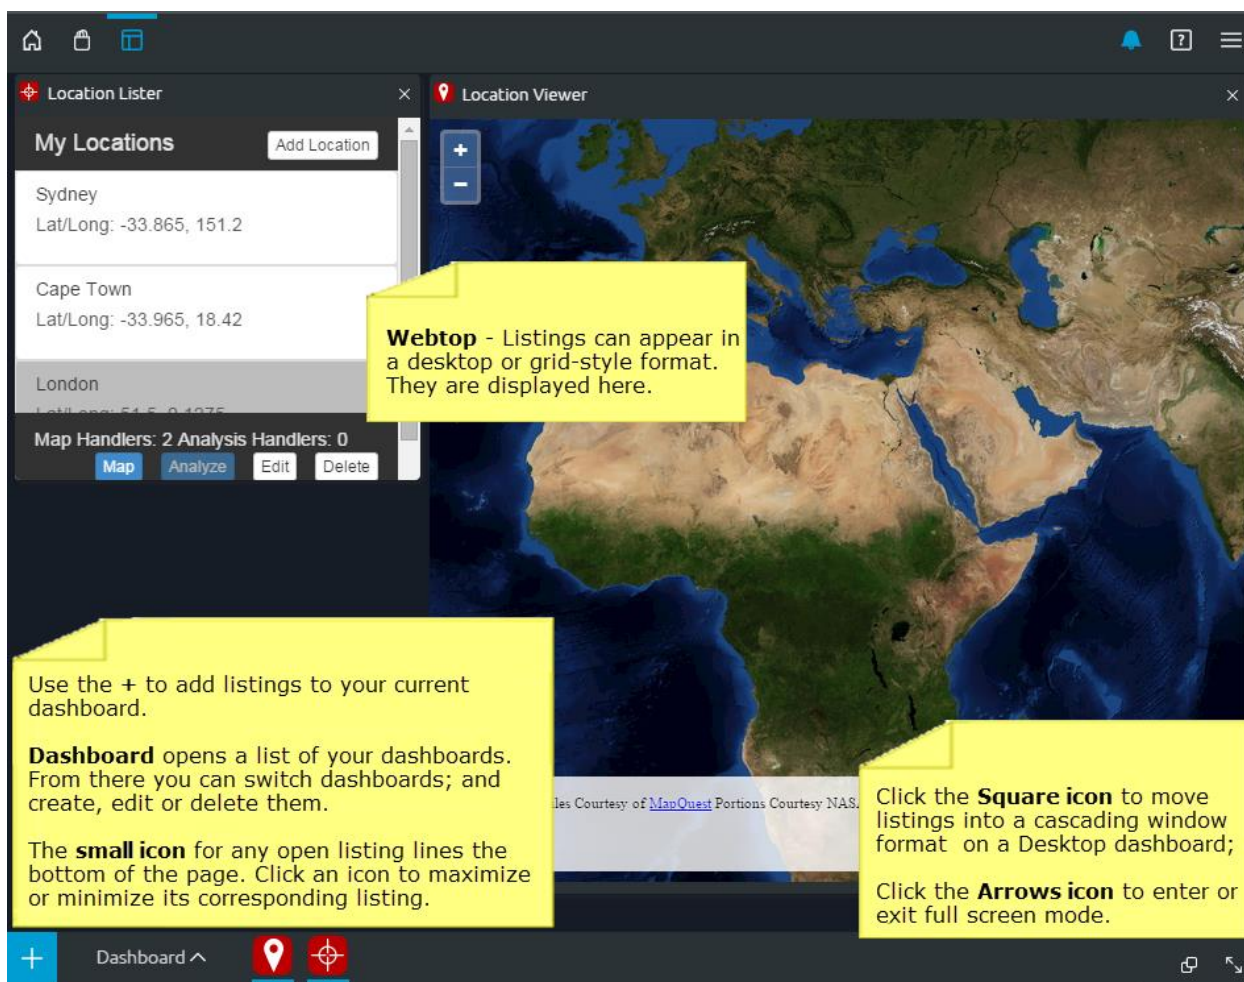 ?
Location Lister
Location Viewer
My Locations
Add Location
+
−
Sydney
Lat/Long: -33.865, 151.2
Cape Town
Lat/Long: -33.965, 18.42
London
Map Handlers: 2 Analysis Handlers: 0
Map Analyze Edit Delete
Webtop - Listings can appear in
a desktop or grid-style format.
They are displayed here.
Use the + to add listings to your current
dashboard.
Dashboard opens a list of your dashboards.
From there you can switch dashboards; and
create, edit or delete them.
The small icon for any open listing lines the
bottom of the page. Click an icon to maximize
or minimize its corresponding listing.
Courtesy of MapQuest Portions Courtesy
Click the Square icon to move
listings into a cascading window
format on a Desktop dashboard;
Click the Arrows icon to enter or
exit full screen mode.
+
Dashboard